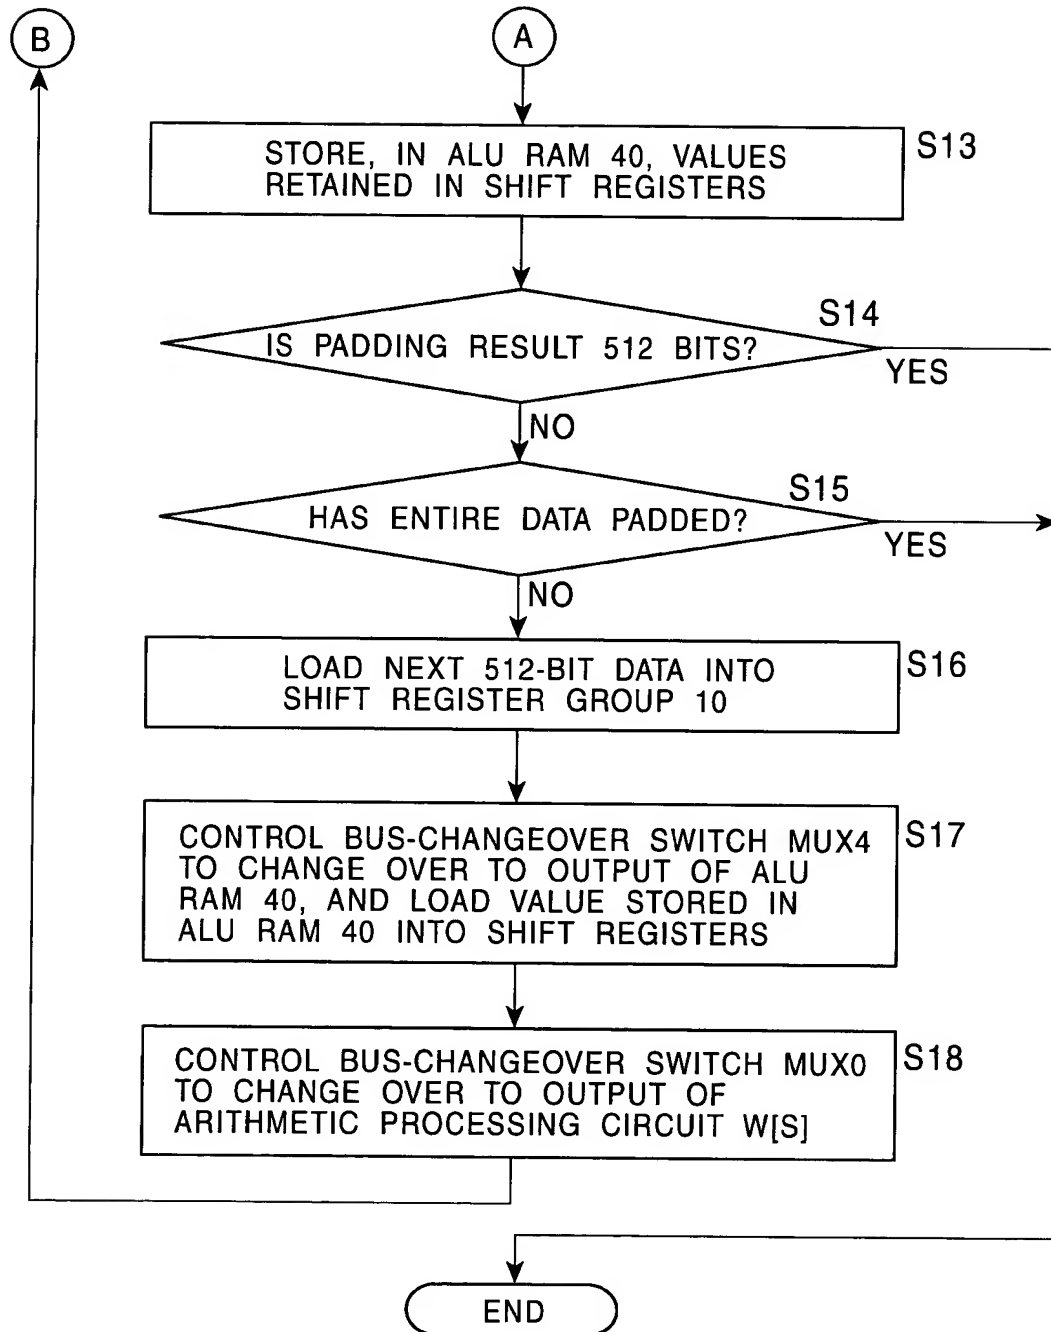 B
A
S13
STORE, IN ALU RAM 40, VALUES
RETAINED IN SHIFT REGISTERS
S14
IS PADDING RESULT 512 BITS?
YES
NO
S15
HAS ENTIRE DATA PADDED?
YES
NO
S16
LOAD NEXT 512-BIT DATA INTO
SHIFT REGISTER GROUP 10
S17
CONTROL BUS-CHANGEOVER SWITCH MUX4
TO CHANGE OVER TO OUTPUT OF ALU
RAM 40, AND LOAD VALUE STORED IN
ALU RAM 40 INTO SHIFT REGISTERS
S18
CONTROL BUS-CHANGEOVER SWITCH MUX0
TO CHANGE OVER TO OUTPUT OF
ARITHMETIC PROCESSING CIRCUIT W[S]
END